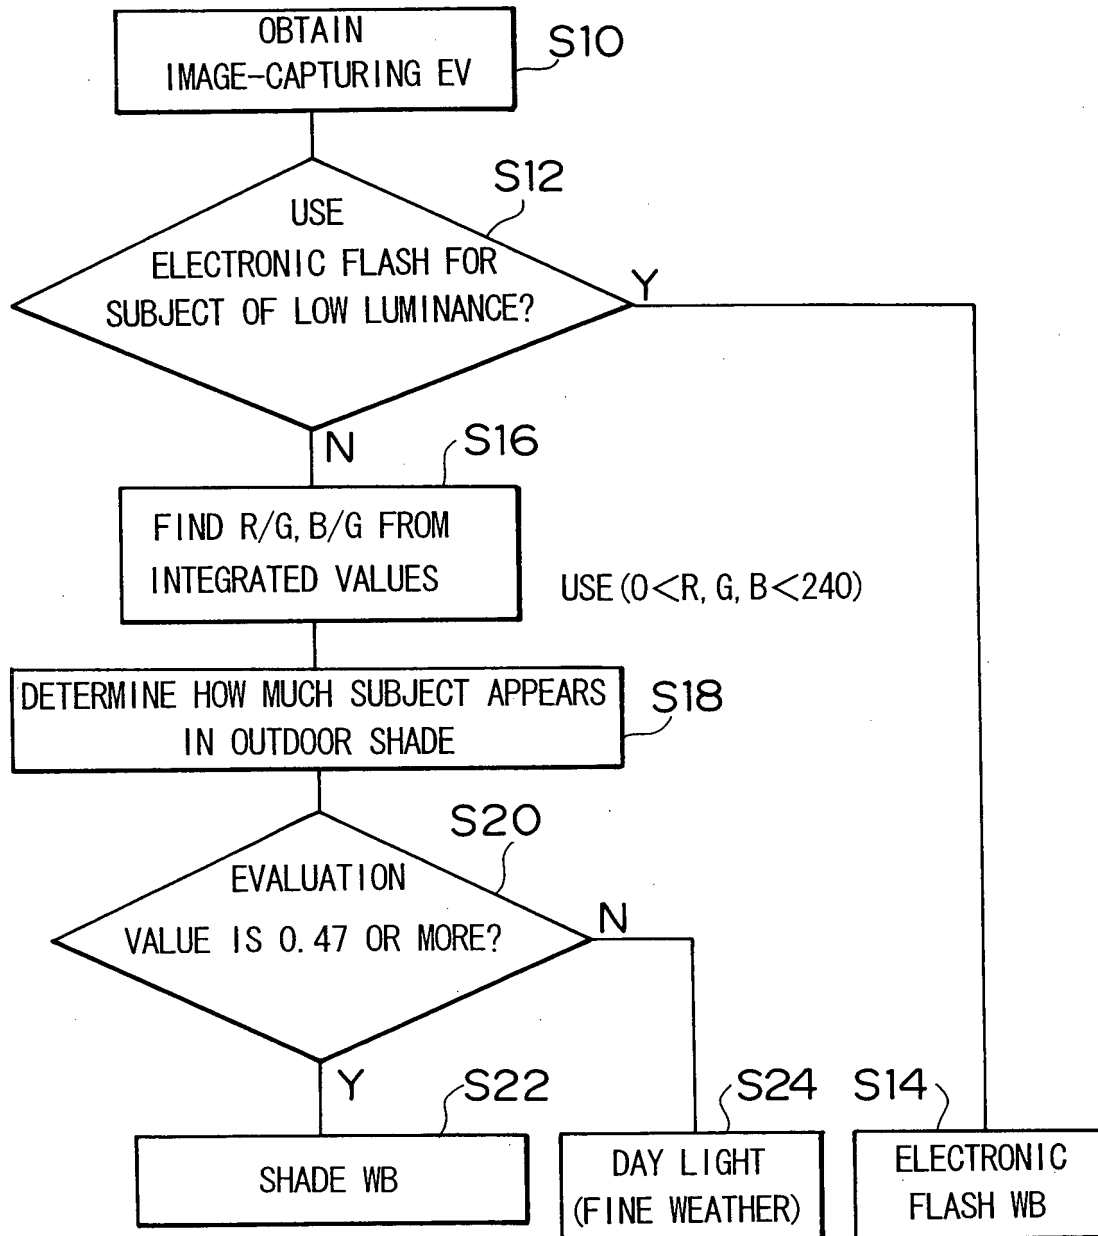 OBTAIN
IMAGE-CAPTURING EV
S10
S12
USE
ELECTRONIC FLASH FOR
SUBJECT OF LOW LUMINANCE?
Y
N
S16
FIND R/G, B/G FROM
INTEGRATED VALUES
USE (0<R, G, B<240)
DETERMINE HOW MUCH SUBJECT APPEARS
IN OUTDOOR SHADE
S18
S20
EVALUATION
VALUE IS 0.47 OR MORE?
N
Y
S22
SHADE WB
S24
DAY LIGHT
(FINE WEATHER)
S14
ELECTRONIC
FLASH WB